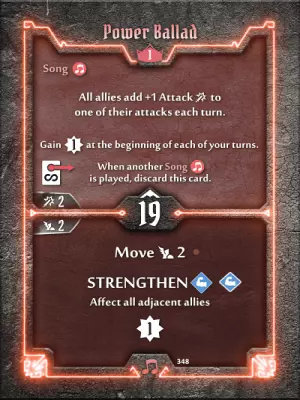 Power Ballad
1
Song
All allies add +1 Attack to
one of their attacks each turn.
Gain 1 at the beginning of each of your turns.
When another Song
is played, discard this card.
2
19
2
Move 2
STRENGTHEN
Affect all adjacent allies
1
348